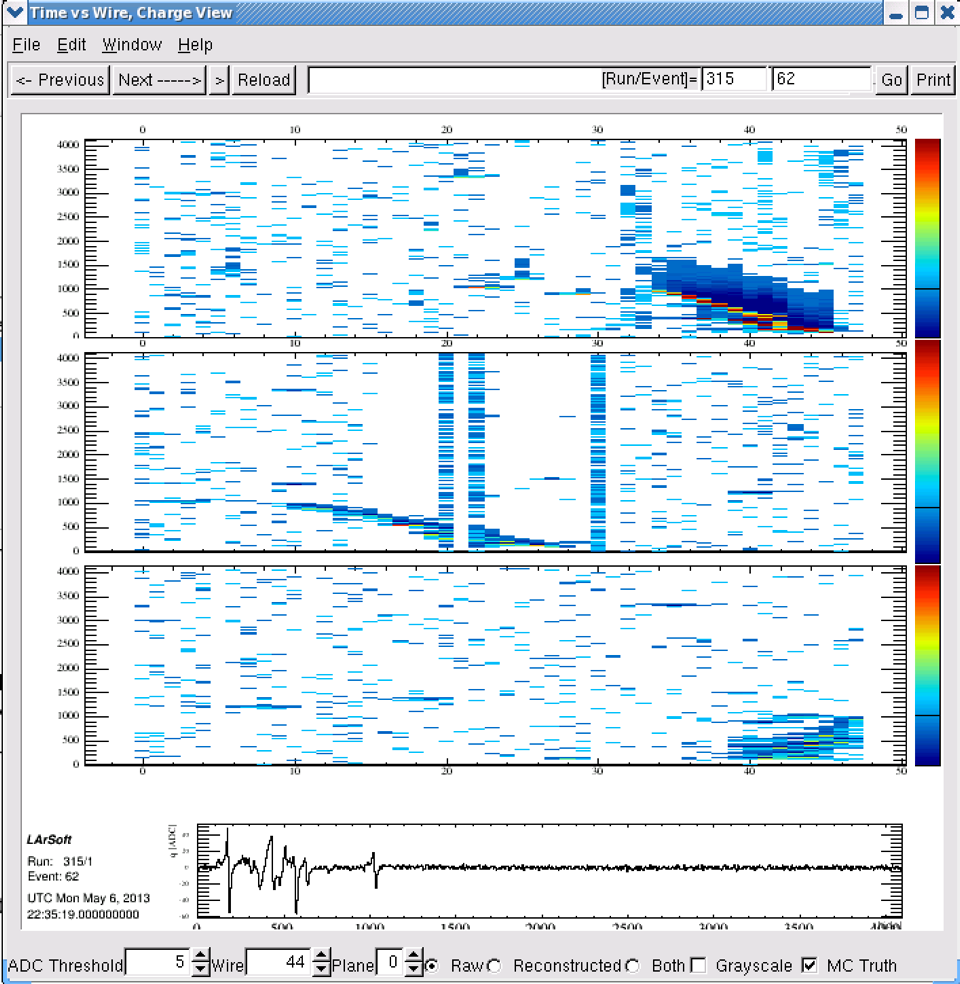 Time vs Wire, Charge View
File Edit Window Help
<- Previous Next -----> > Reload [Run/Event]= 315 62 Go Print
0 10 20 30 40 50
4000
3500
3000
2500
2000
1500
1000
500
0
0 10 20 30 40 50
4000
3500
3000
2500
2000
1500
1000
500
0
4000
3500
3000
2500
2000
1500
1000
500
0
0 10 20 30 40 50
LArSoft
Run: 315/1
Event: 62
UTC Mon May 6, 2013
22:35:19.000000000
q [ADC]
0 500 1000 1500 2000 2500 3000 3500
ADC Threshold 5 Wire 44 Plane 0 Raw Reconstructed Both Grayscale MC Truth